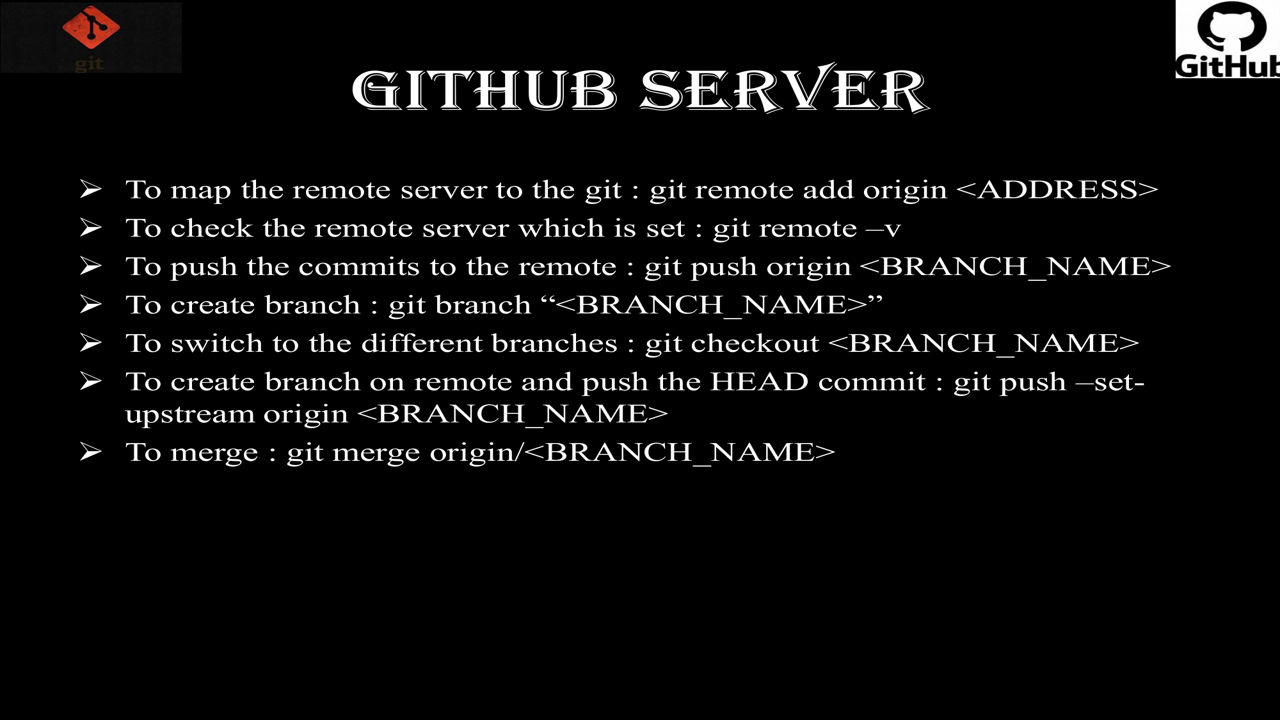 git
GitHub
GITHUB SERVER
➢ To map the remote server to the git : git remote add origin <ADDRESS>
➢ To check the remote server which is set : git remote –v
➢ To push the commits to the remote : git push origin <BRANCH_NAME>
➢ To create branch : git branch “<BRANCH_NAME>”
➢ To switch to the different branches : git checkout <BRANCH_NAME>
➢ To create branch on remote and push the HEAD commit : git push –set-
upstream origin <BRANCH_NAME>
➢ To merge : git merge origin/<BRANCH_NAME>